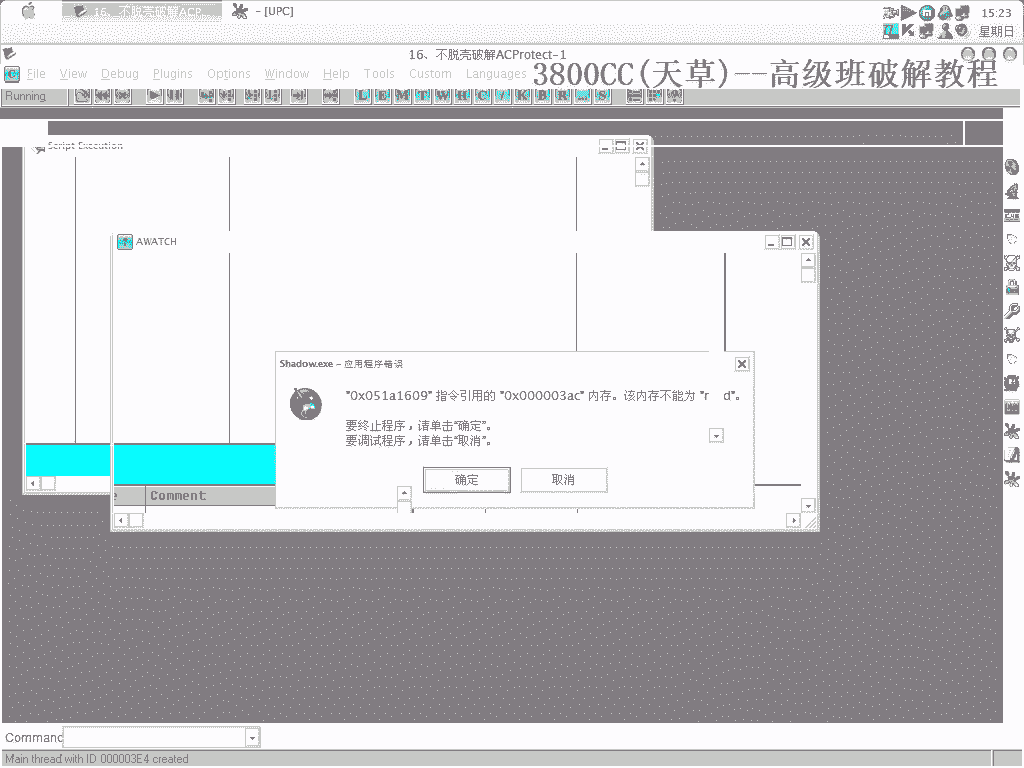 16、不脱壳破解ACP...
- [UPC]
15:23
星期日
16、不脱壳破解ACProtect-1
File View Debug Plugins Options Window Help Tools Custom Languages
3800CC(天草)--高级班破解教程
Running
L E M T W H C / K B R ... S
Script Execution
AWATCH
Shadow.exe - 应用程序错误
"0x051a1609" 指令引用的 "0x000003ac" 内存。该内存不能为 "r d"。
要终止程序，请单击"确定"。
要调试程序，请单击"取消"。
确定 取消
Comment
Command
Main thread with ID 000003E4 created